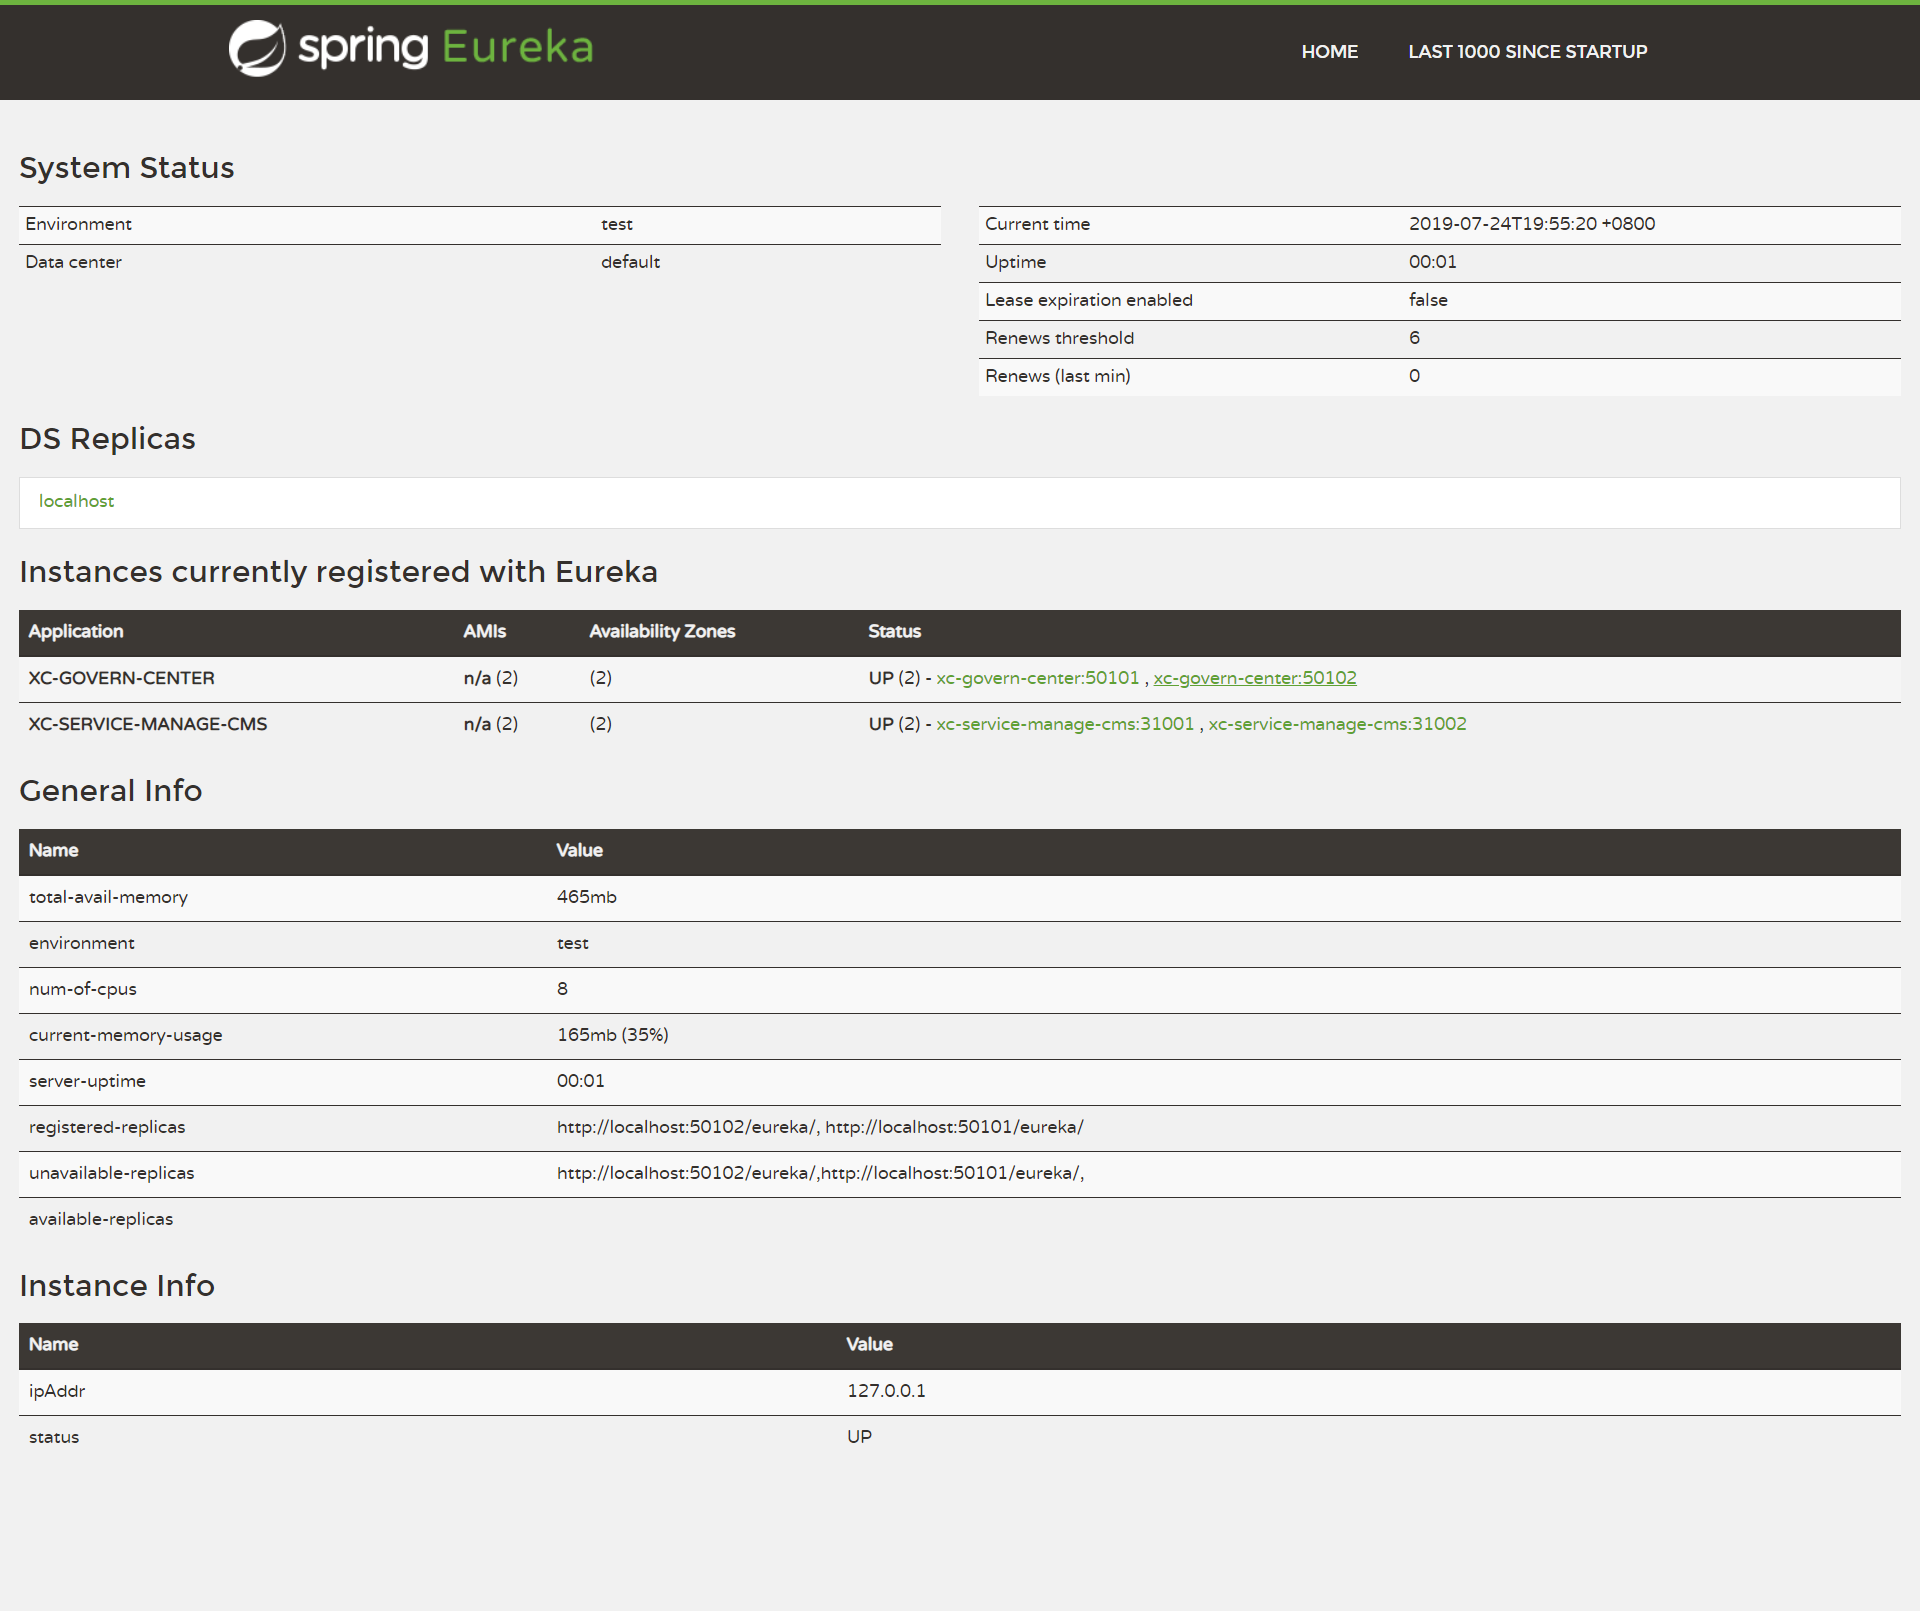 spring Eureka
HOME LAST 1000 SINCE STARTUP
System Status
Environment test
Data center default
Current time 2019-07-24T19:55:20 +0800
Uptime 00:01
Lease expiration enabled false
Renews threshold 6
Renews (last min) 0
DS Replicas
localhost
Instances currently registered with Eureka
Application AMIs Availability Zones Status
XC-GOVERN-CENTER n/a (2) (2) UP (2) - xc-govern-center:50101 , xc-govern-center:50102
XC-SERVICE-MANAGE-CMS n/a (2) (2) UP (2) - xc-service-manage-cms:31001 , xc-service-manage-cms:31002
General Info
Name Value
total-avail-memory 465mb
environment test
num-of-cpus 8
current-memory-usage 165mb (35%)
server-uptime 00:01
registered-replicas http://localhost:50102/eureka/, http://localhost:50101/eureka/
unavailable-replicas http://localhost:50102/eureka/,http://localhost:50101/eureka/,
available-replicas
Instance Info
Name Value
ipAddr 127.0.0.1
status UP